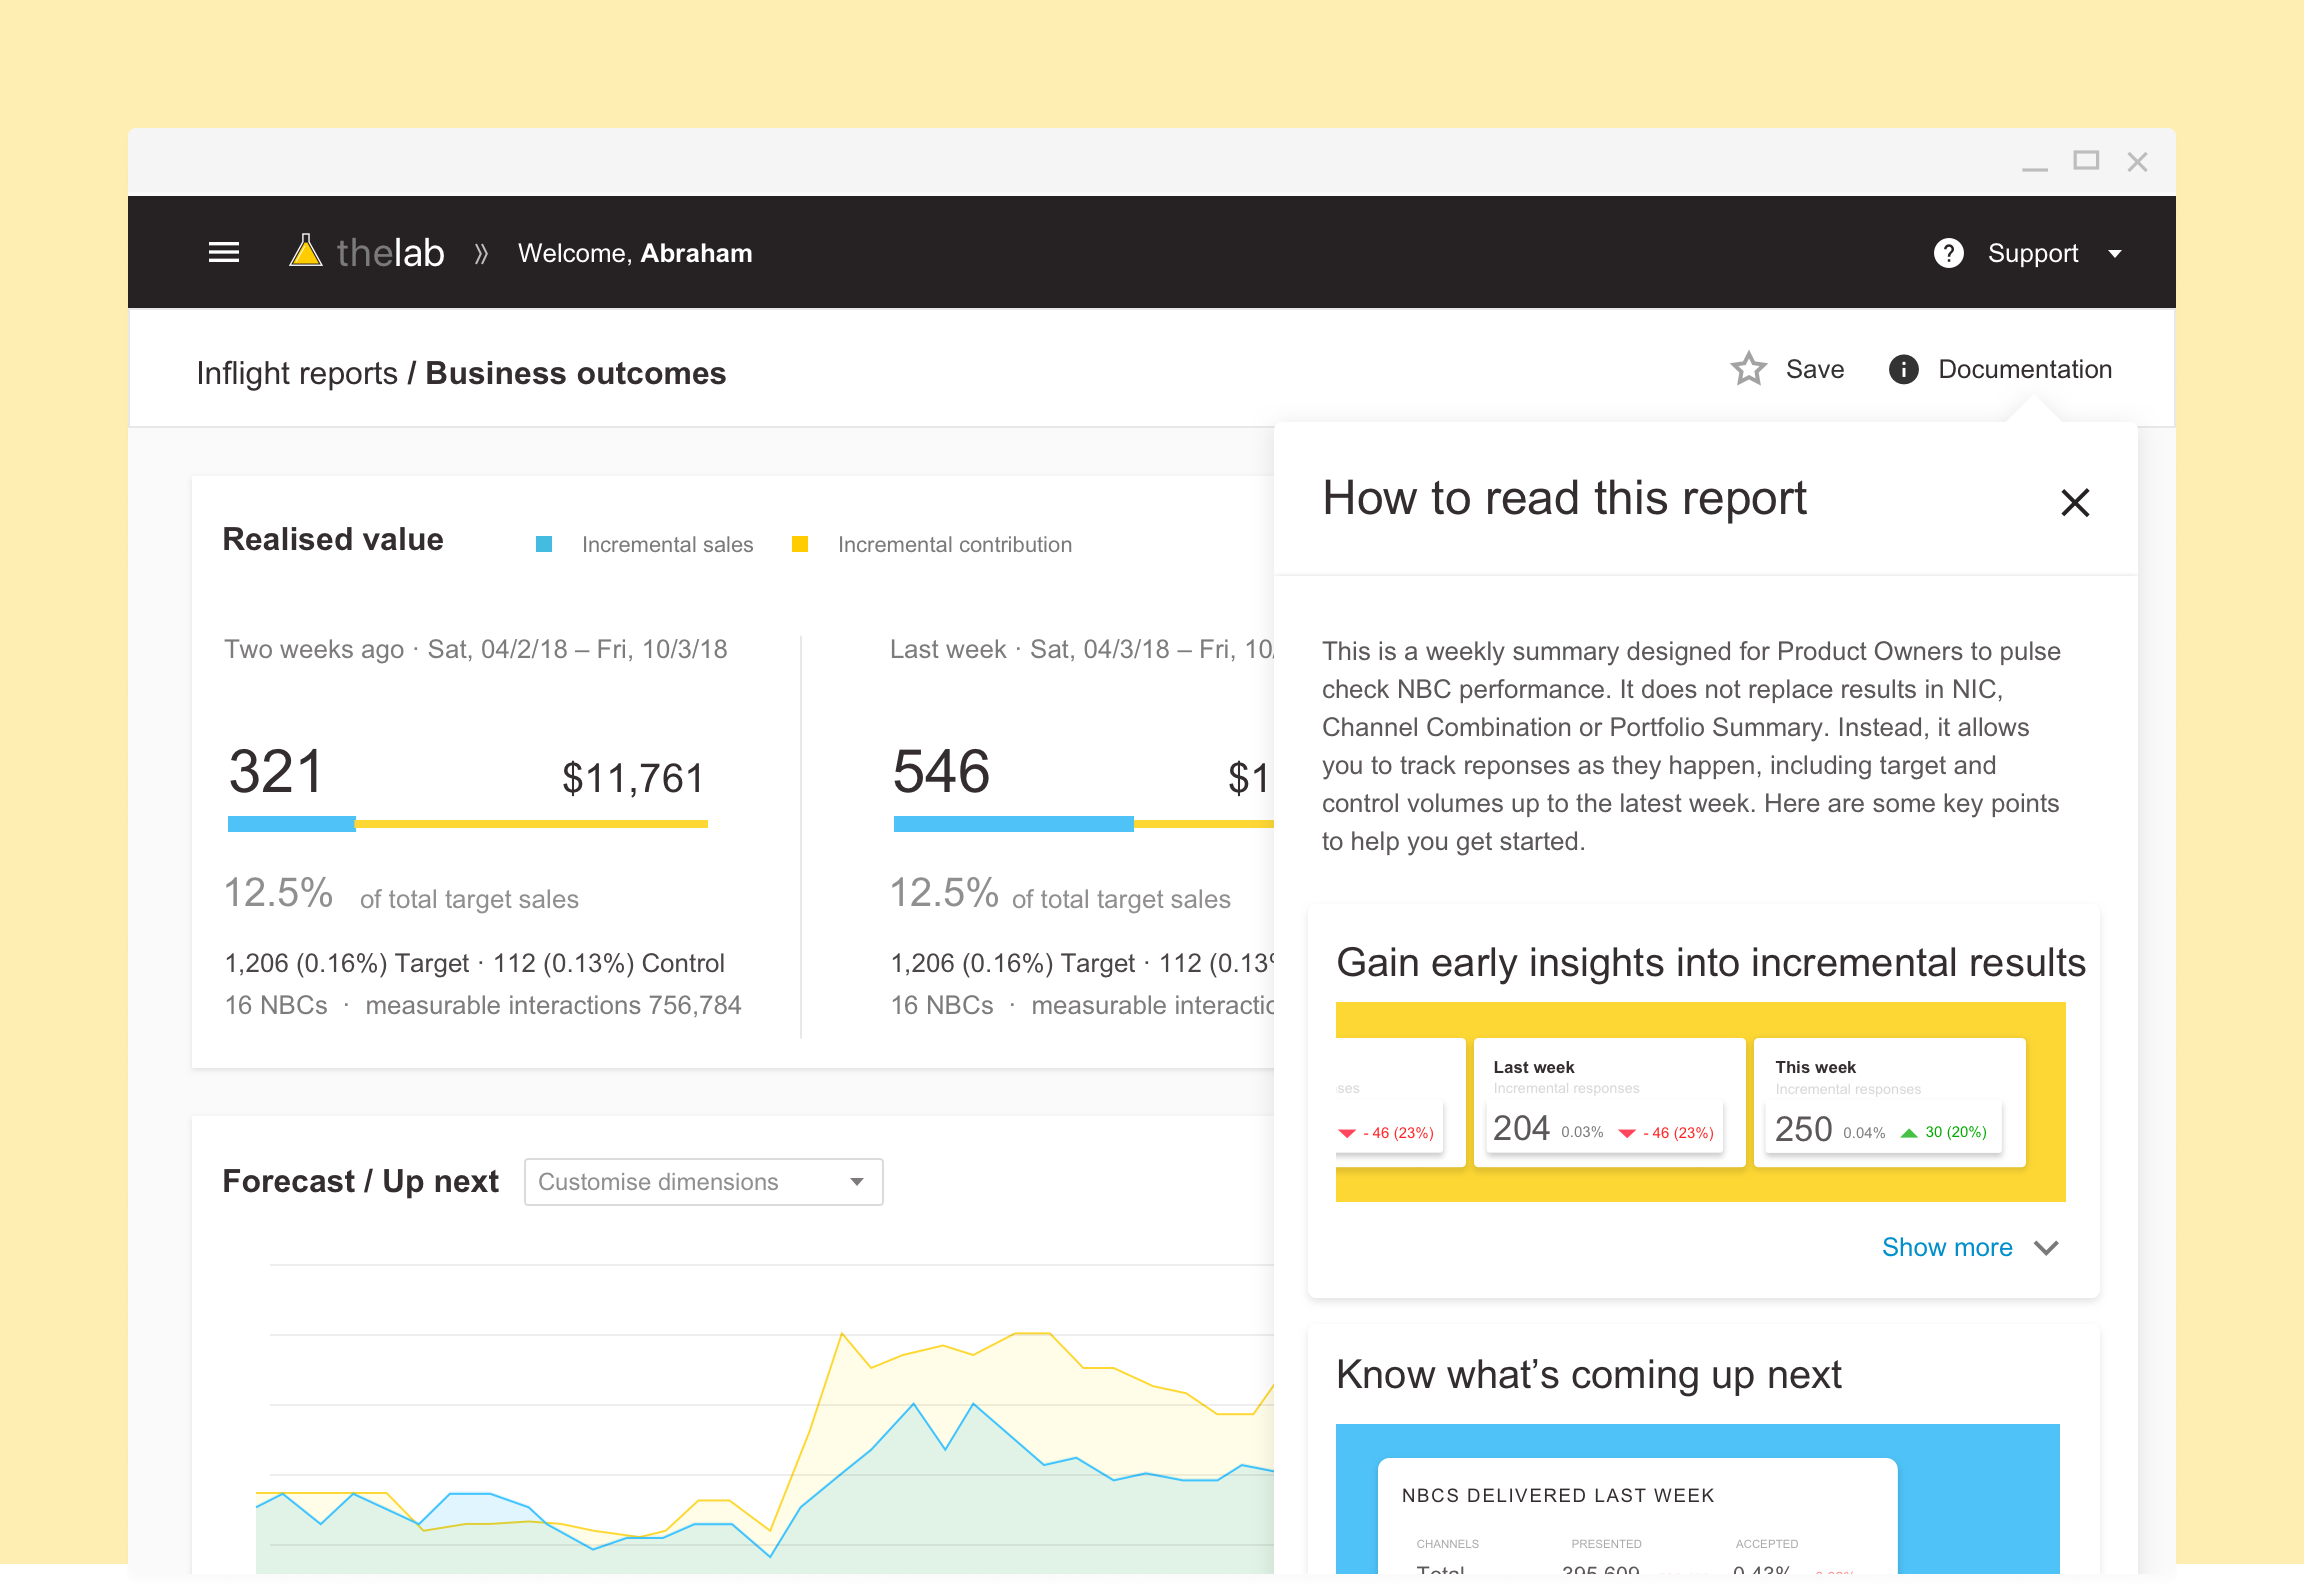 thelab » Welcome, Abraham
? Support
Inflight reports / Business outcomes
Save
i Documentation
Realised value
Incremental sales
Incremental contribution
Two weeks ago · Sat, 04/2/18 – Fri, 10/3/18
321
$11,761
12.5% of total target sales
1,206 (0.16%) Target · 112 (0.13%) Control
16 NBCs · measurable interactions 756,784
Last week · Sat, 04/3/18 – Fri, 10/
546
$1
12.5% of total target sales
1,206 (0.16%) Target · 112 (0.13%
16 NBCs · measurable interactio
Forecast / Up next
Customise dimensions
How to read this report
This is a weekly summary designed for Product Owners to pulse
check NBC performance. It does not replace results in NIC,
Channel Combination or Portfolio Summary. Instead, it allows
you to track reponses as they happen, including target and
control volumes up to the latest week. Here are some key points
to help you get started.
Gain early insights into incremental results
ses
- 46 (23%)
Last week
Incremental responses
204 0.03% - 46 (23%)
This week
Incremental responses
250 0.04% 30 (20%)
Show more
Know what’s coming up next
NBCS DELIVERED LAST WEEK
CHANNELS PRESENTED ACCEPTED
Total 395,609 0.43%